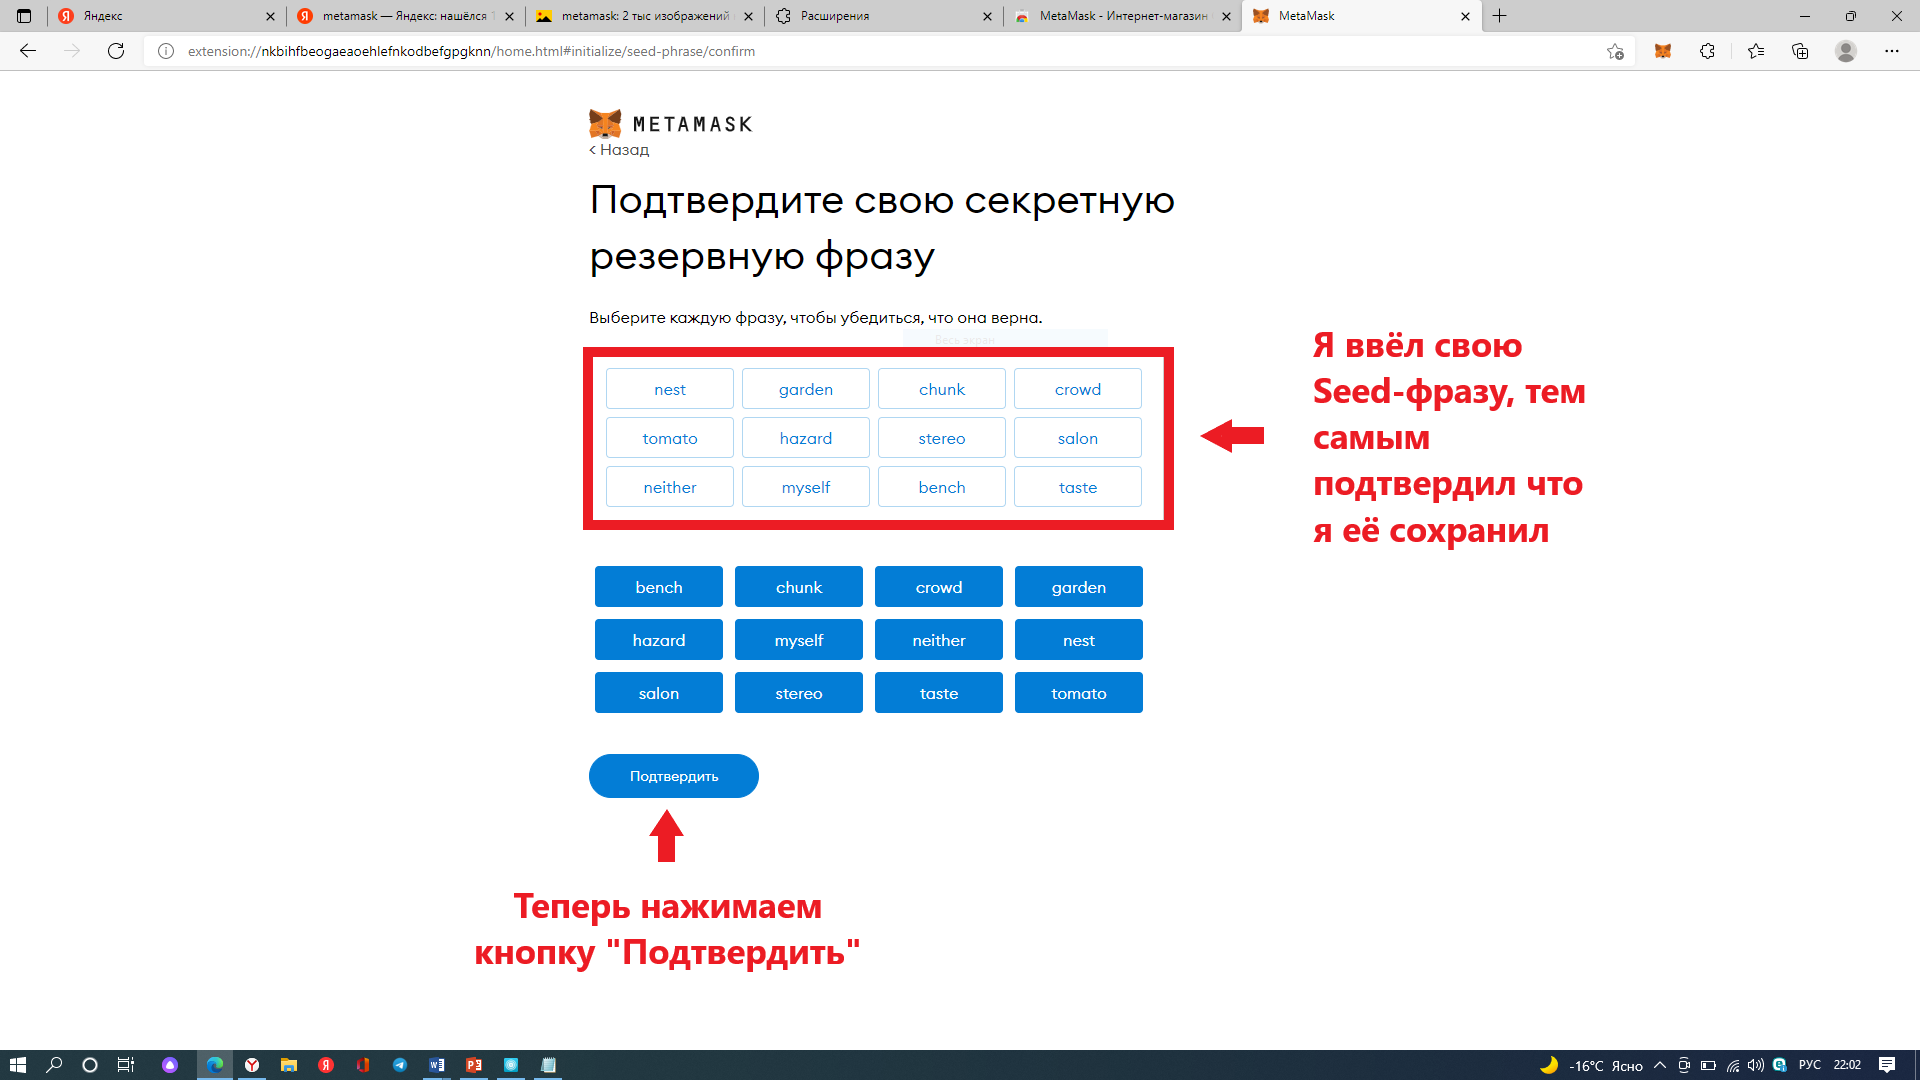 Яндекс
metamask — Яндекс: нашёлся
metamask: 2 тыс изображений
Расширения
MetaMask - Интернет-магазин
MetaMask
extension://nkbihfbeogaeaoehlefnkodbefgpgknn/home.html#initialize/seed-phrase/confirm
METAMASK
< Назад
Подтвердите свою секретную
резервную фразу
Выберите каждую фразу, чтобы убедиться, что она верна.
Весь экран
nest garden chunk crowd
tomato hazard stereo salon
neither myself bench taste
Я ввёл свою
Seed-фразу, тем
самым
подтвердил что
я её сохранил
bench chunk crowd garden
hazard myself neither nest
salon stereo taste tomato
Подтвердить
Теперь нажимаем
кнопку "Подтвердить"
-16°C Ясно
РУС
22:02